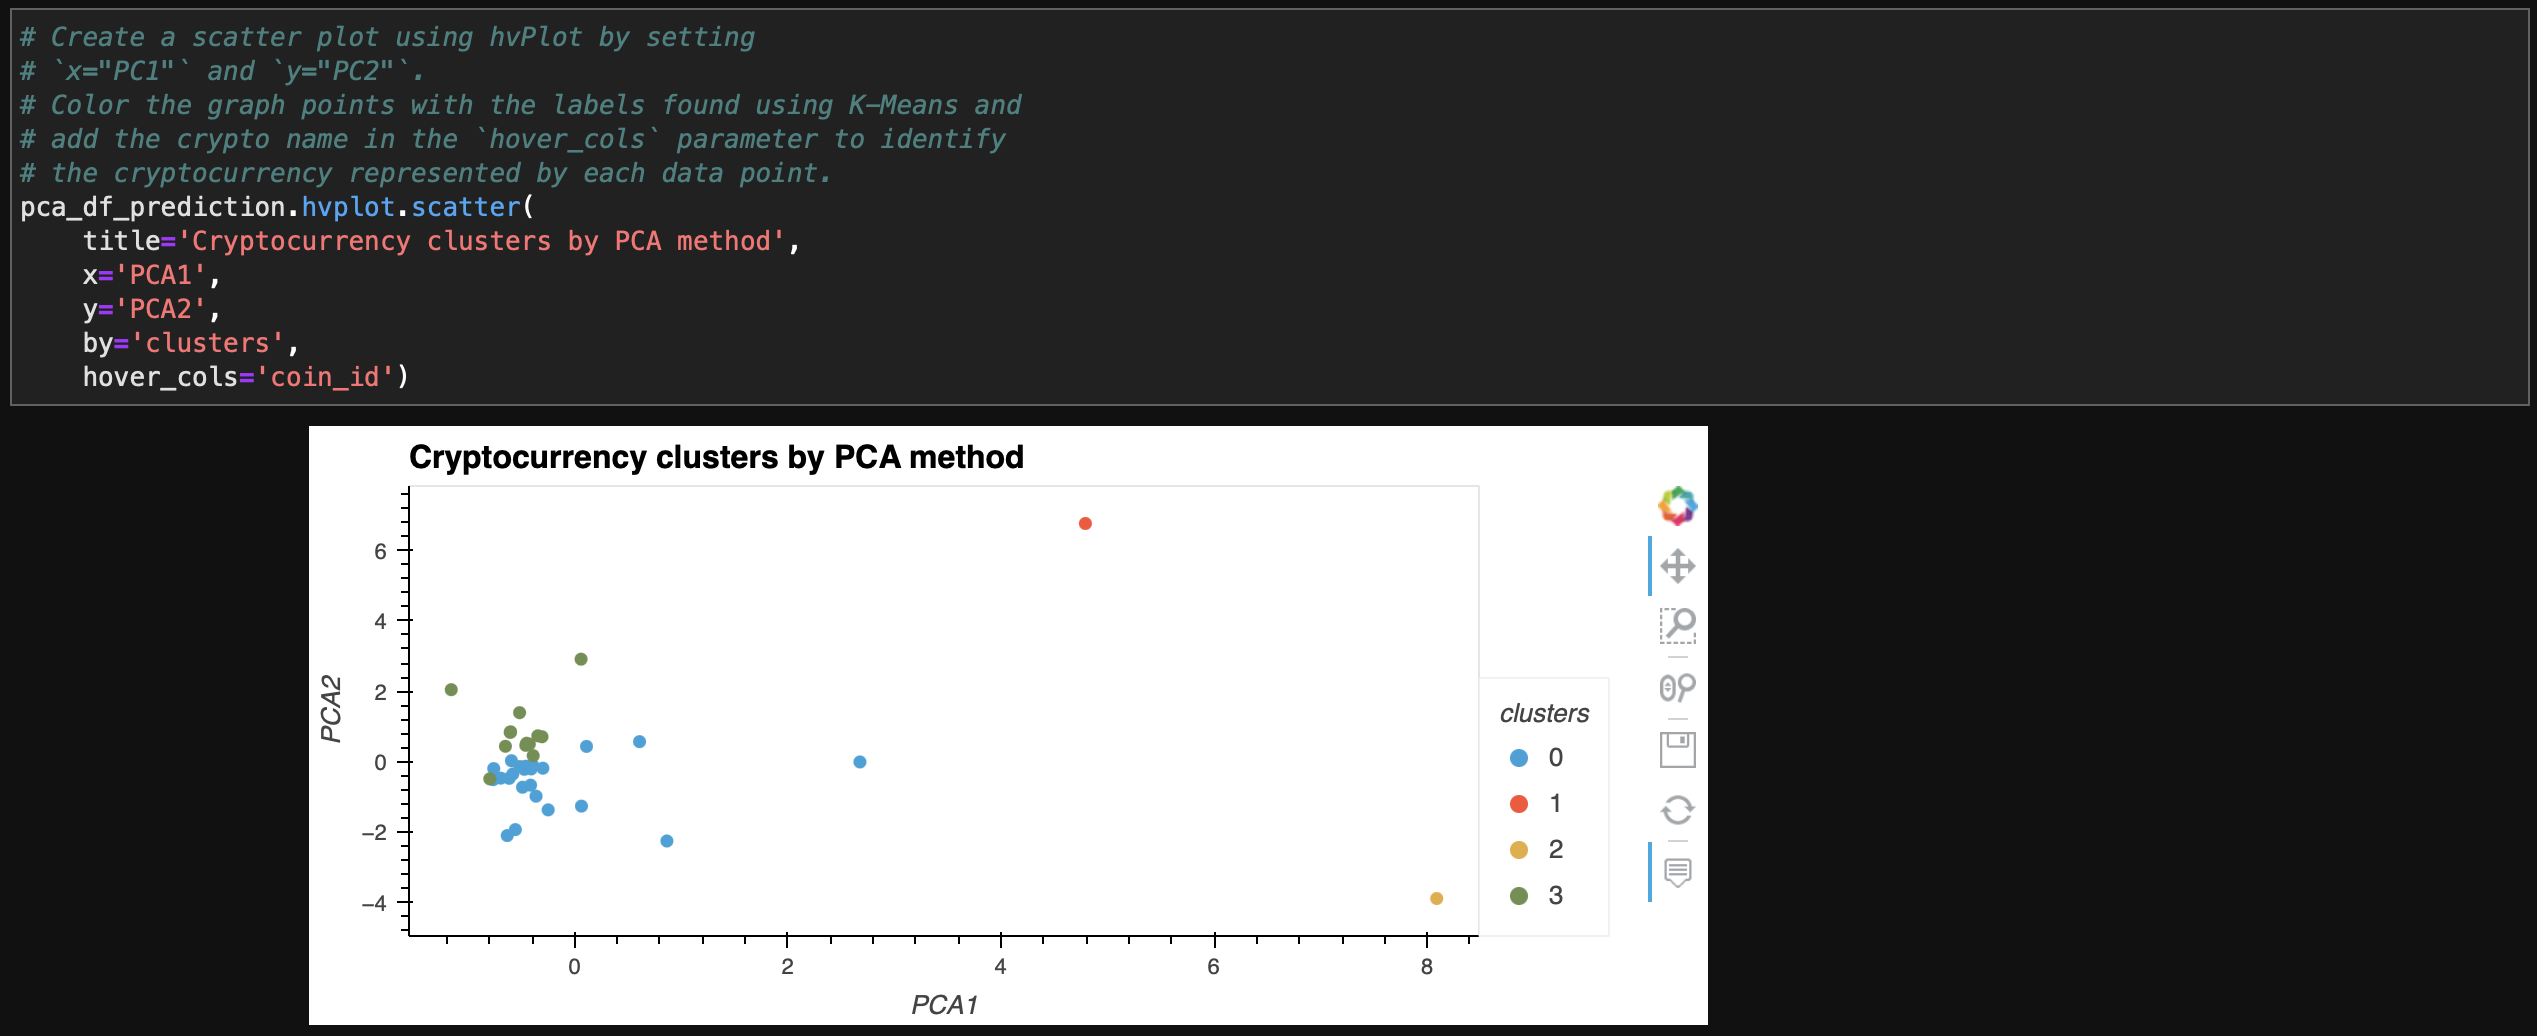 # Create a scatter plot using hvPlot by setting
# `x="PC1"` and `y="PC2"`.
# Color the graph points with the labels found using K-Means and
# add the crypto name in the `hover_cols` parameter to identify
# the cryptocurrency represented by each data point.
pca_df_prediction.hvplot.scatter(
    title='Cryptocurrency clusters by PCA method',
    x='PCA1',
    y='PCA2',
    by='clusters',
    hover_cols='coin_id')
Cryptocurrency clusters by PCA method
6
4
2
0
−2
−4
PCA2
0
2
4
6
8
PCA1
clusters
0
1
2
3